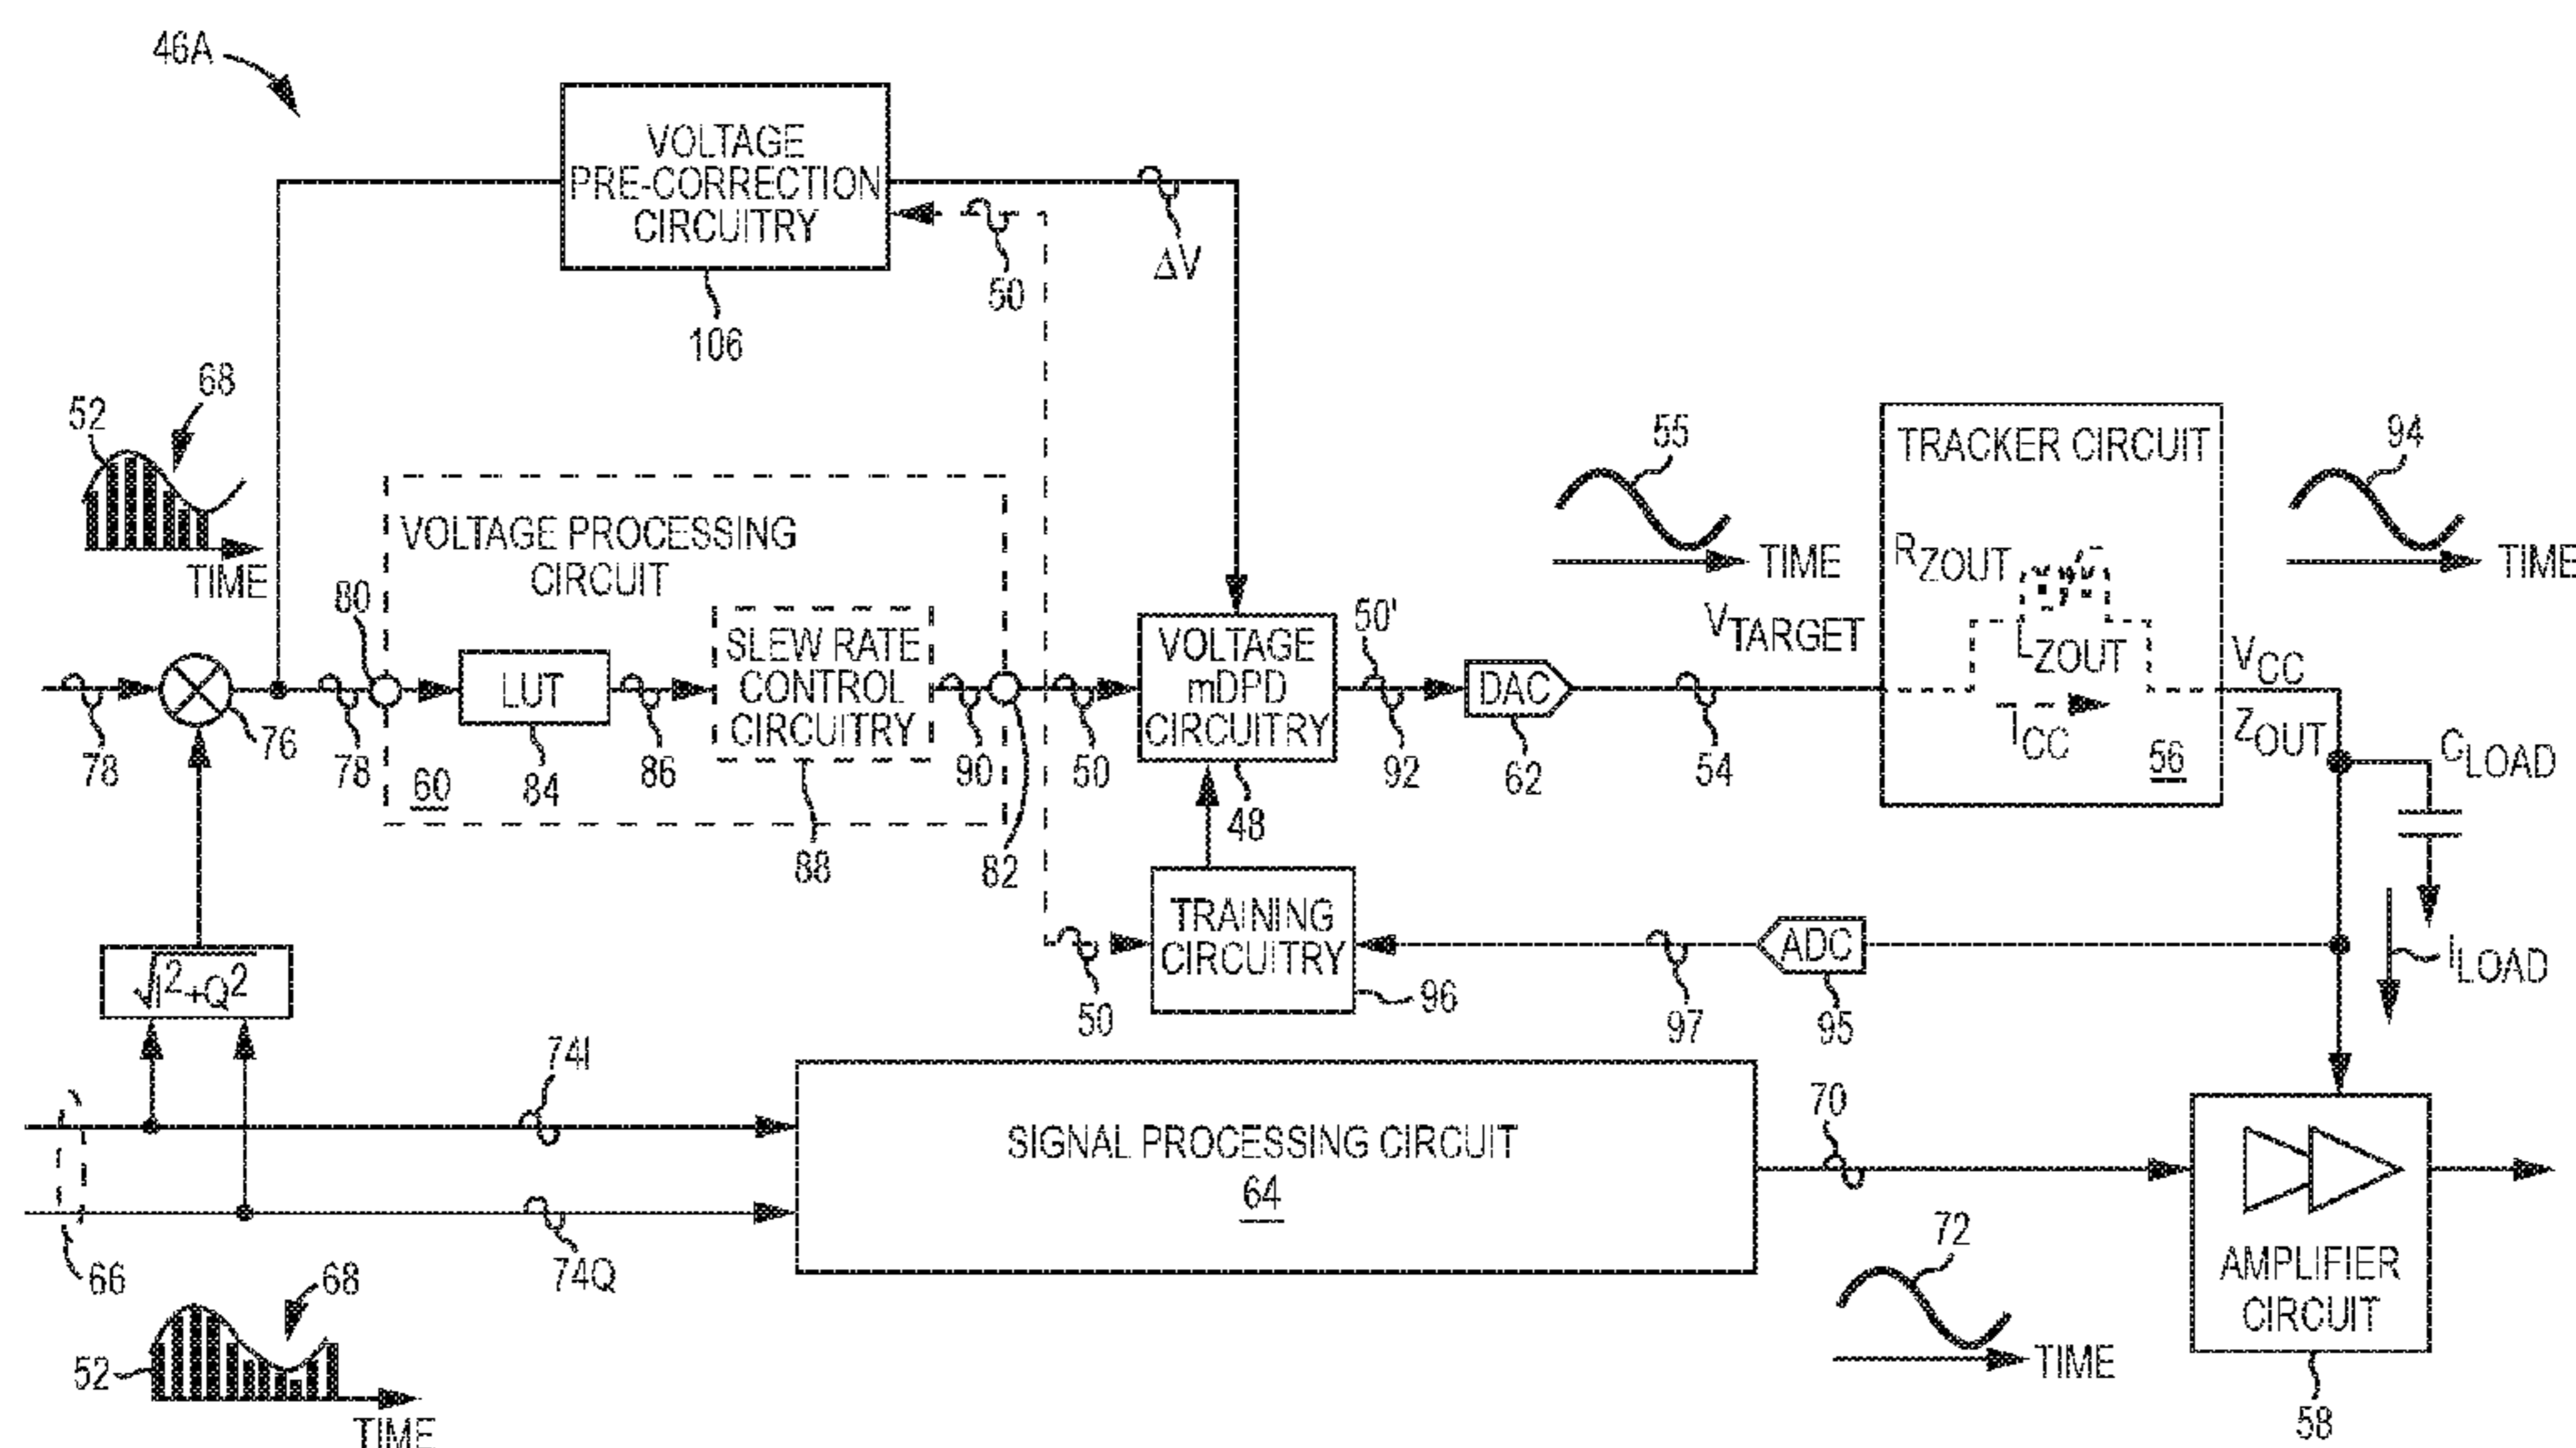 46A
VOLTAGE
PRE-CORRECTION
CIRCUITRY
50
ΔV
106
68
52
TIME
VOLTAGE PROCESSING
CIRCUIT
80
78
76
78
LUT
84
86
SLEW RATE
CONTROL
CIRCUITRY
88
60
90
82
50
VOLTAGE
mDPD
CIRCUITRY
48
50'
92
DAC
62
54
55
TIME
VTARGET
TRACKER CIRCUIT
RZOUT
LZOUT
ICC
56
94
TIME
VCC
ZOUT
CLOAD
ILOAD
√I²+Q²
50
TRAINING
CIRCUITRY
96
97
ADC
95
74I
74Q
66
68
52
TIME
SIGNAL PROCESSING CIRCUIT
64
70
72
TIME
AMPLIFIER
CIRCUIT
58